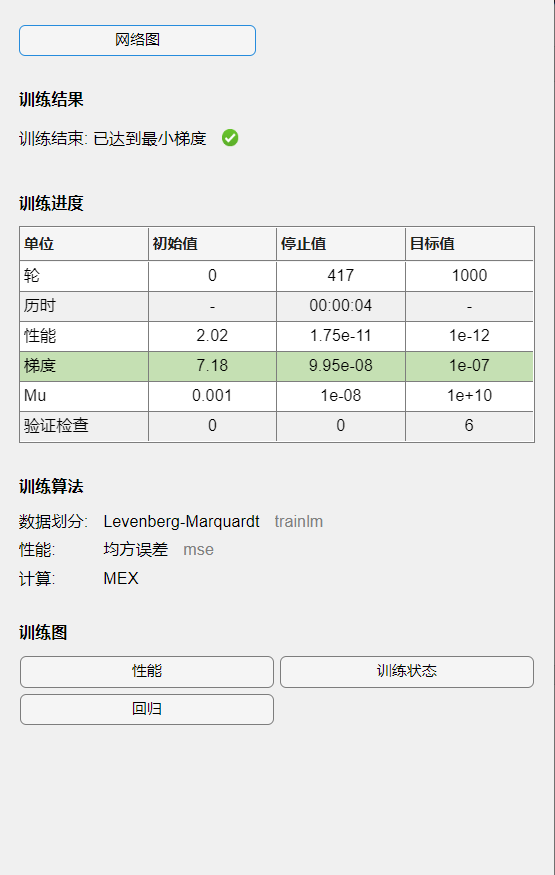 网络图
训练结果
训练结束: 已达到最小梯度
训练进度
单位 初始值 停止值 目标值
轮 0 417 1000
历时 - 00:00:04 -
性能 2.02 1.75e-11 1e-12
梯度 7.18 9.95e-08 1e-07
Mu 0.001 1e-08 1e+10
验证检查 0 0 6
训练算法
数据划分: Levenberg-Marquardt trainlm
性能: 均方误差 mse
计算: MEX
训练图
性能 训练状态
回归